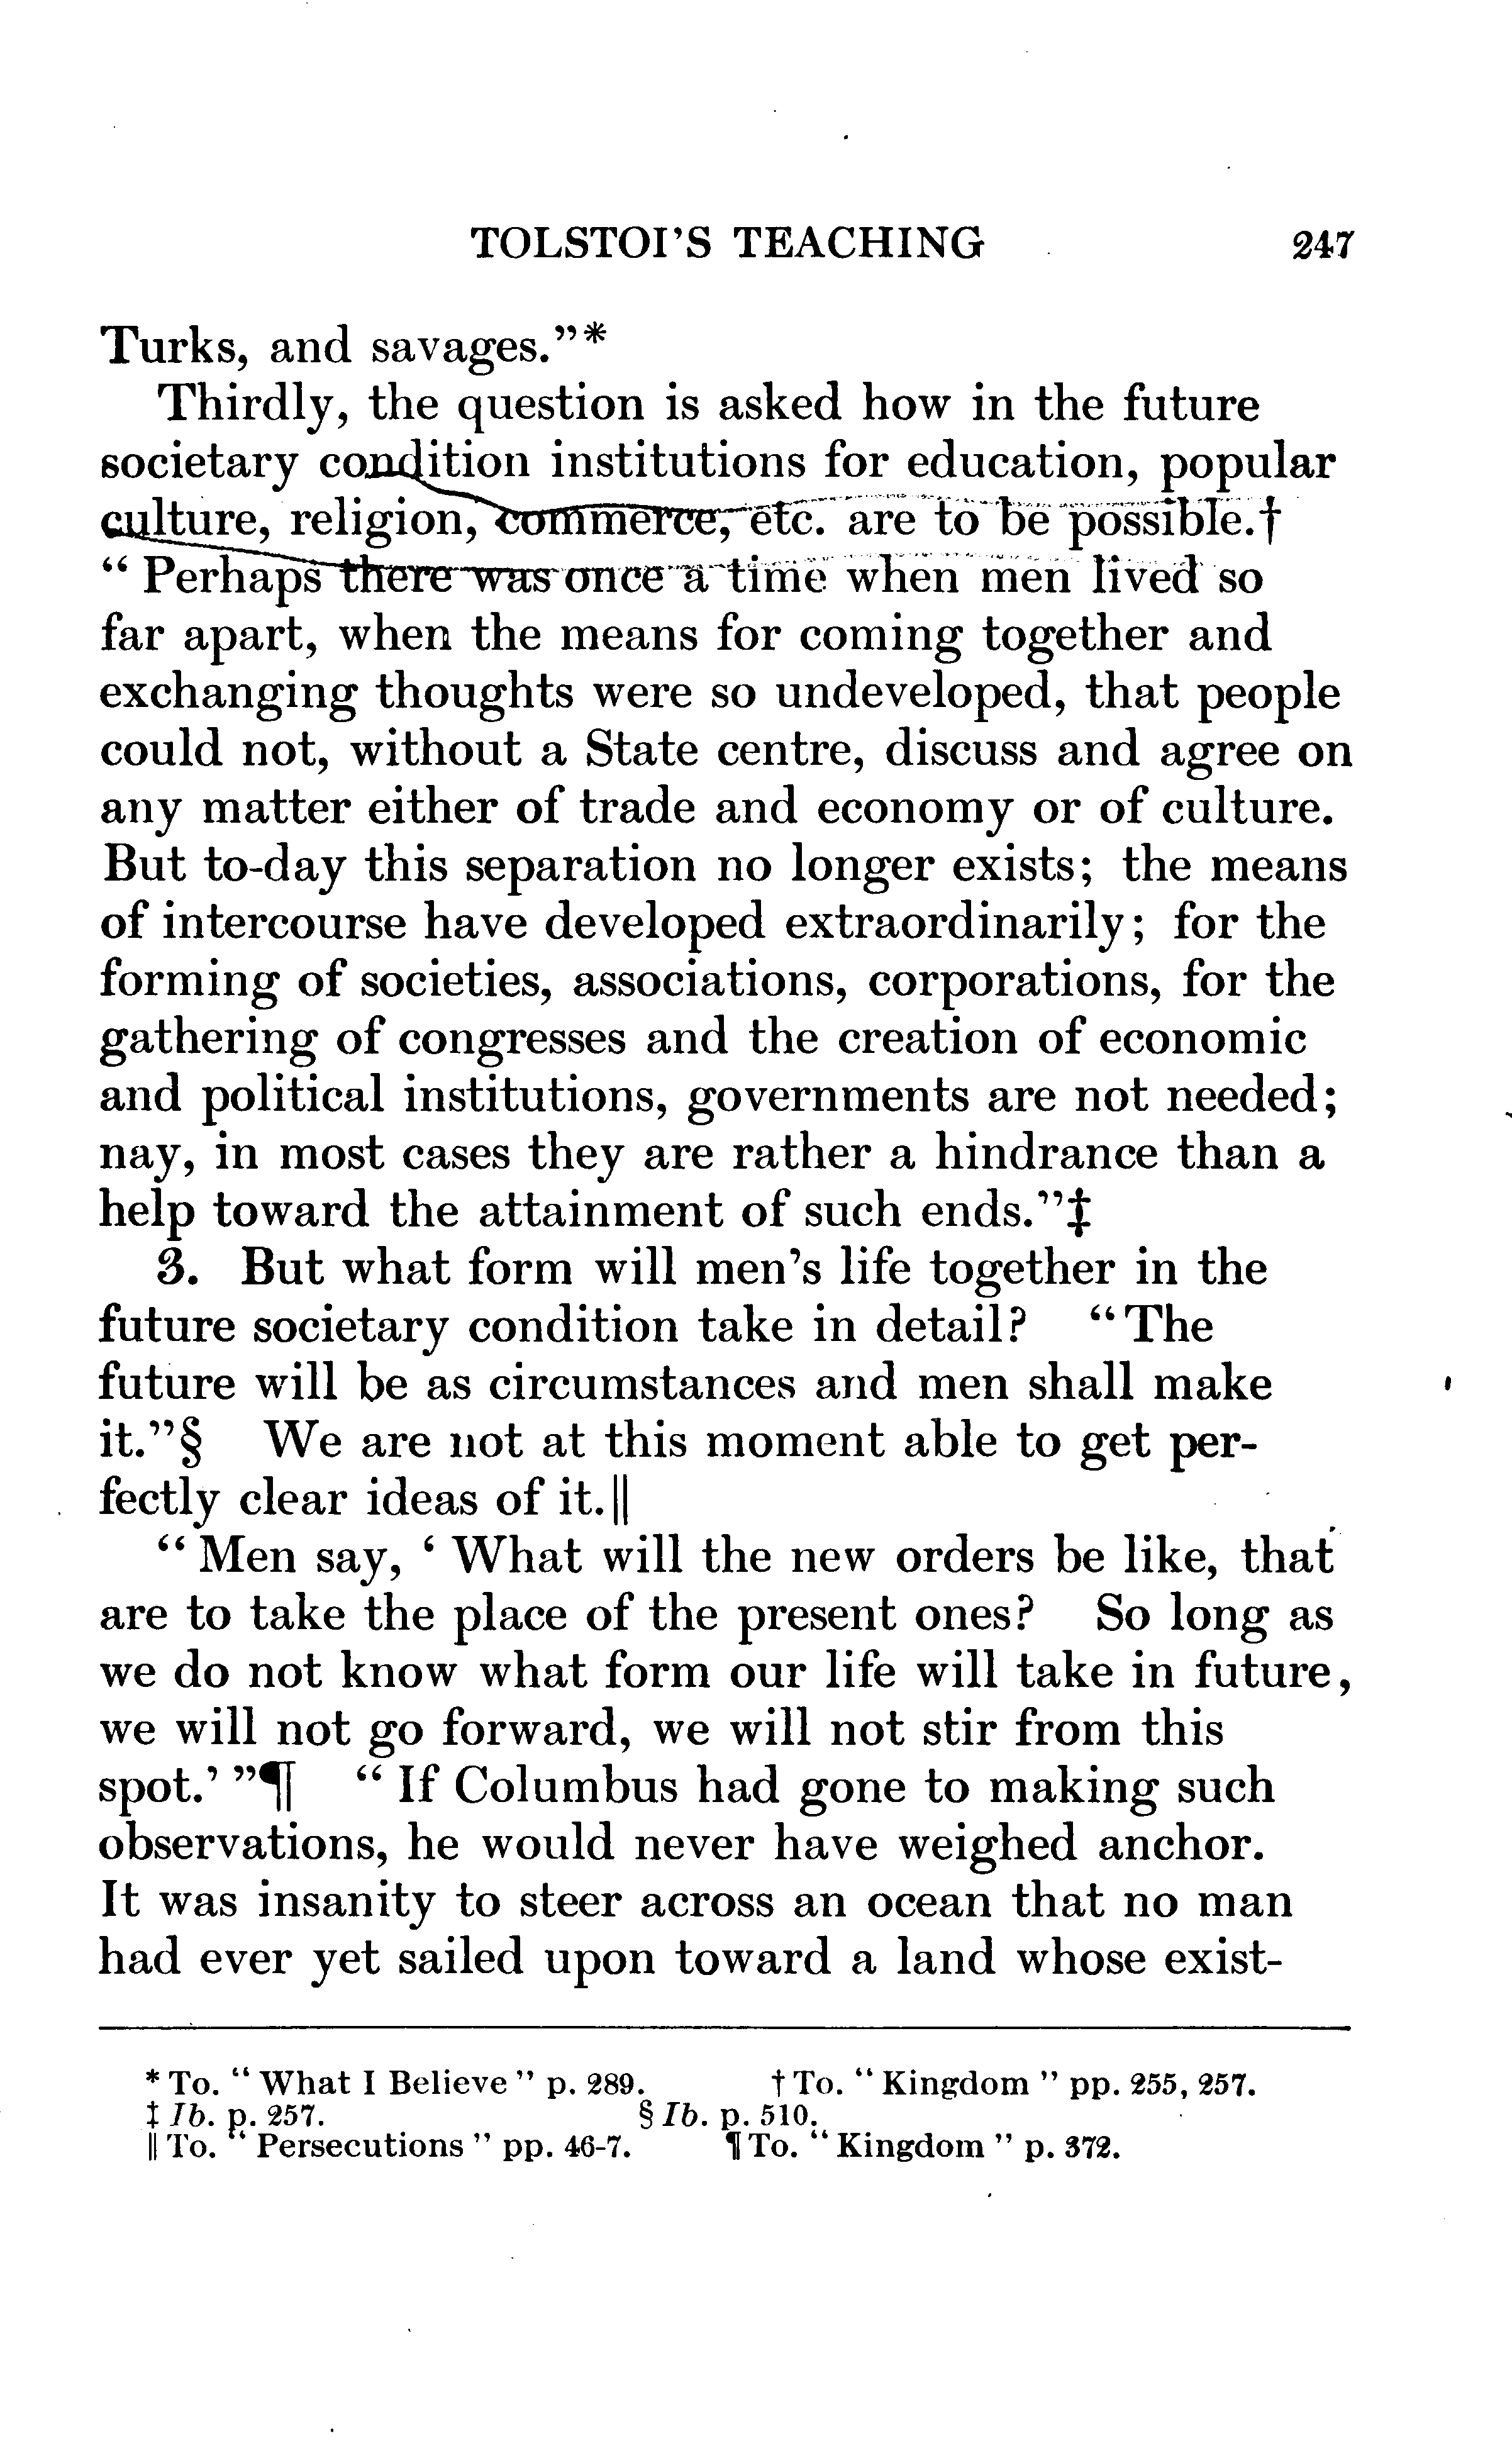 TOLSTOI'S TEACHING 247
Turks, and savages."*
Thirdly, the question is asked how in the future
societary condition institutions for education, popular
culture, religion, commerce, etc. are to be possible.†
"Perhaps there was once a time when men lived so
far apart, when the means for coming together and
exchanging thoughts were so undeveloped, that people
could not, without a State centre, discuss and agree on
any matter either of trade and economy or of culture.
But to-day this separation no longer exists; the means
of intercourse have developed extraordinarily; for the
forming of societies, associations, corporations, for the
gathering of congresses and the creation of economic
and political institutions, governments are not needed;
nay, in most cases they are rather a hindrance than a
help toward the attainment of such ends."‡
3. But what form will men's life together in the
future societary condition take in detail? "The
future will be as circumstances and men shall make
it."§ We are not at this moment able to get per-
fectly clear ideas of it.‖
"Men say, 'What will the new orders be like, that
are to take the place of the present ones? So long as
we do not know what form our life will take in future,
we will not go forward, we will not stir from this
spot.'"¶ "If Columbus had gone to making such
observations, he would never have weighed anchor.
It was insanity to steer across an ocean that no man
had ever yet sailed upon toward a land whose exist-
* To. "What I Believe" p. 289. † To. "Kingdom" pp. 255, 257.
‡ Ib. p. 257. § Ib. p. 510.
‖ To. "Persecutions" pp. 46-7. ¶ To. "Kingdom" p. 372.